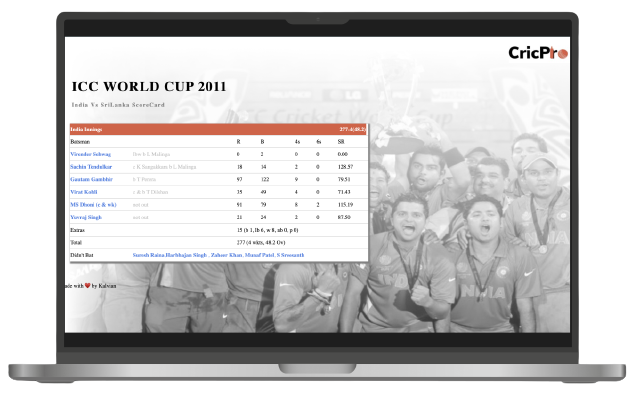 CricPro
ICC WORLD CUP 2011
India Vs SriLanka ScoreCard
India Innings 277-4(48.2)
Batsman R B 4s 6s SR
Virender Sehwag lbw b L Malinga 0 2 0 0 0.00
Sachin Tendulkar c K Sangakkara b L Malinga 18 14 2 0 128.57
Gautam Gambhir b T Perera 97 122 9 0 79.51
Virat Kohli c & b T Dilshan 35 49 4 0 71.43
MS Dhoni (c & wk) not out 91 79 8 2 115.19
Yuvraj Singh not out 21 24 2 0 87.50
Extras 15 (b 1, lb 6, w 8, nb 0, p 0)
Total 277 (4 wkts, 48.2 Ov)
Didn't Bat Suresh Raina, Harbhajan Singh , Zaheer Khan, Munaf Patel, S Sreesanth
ade with ❤ by Kalvian
INDIA